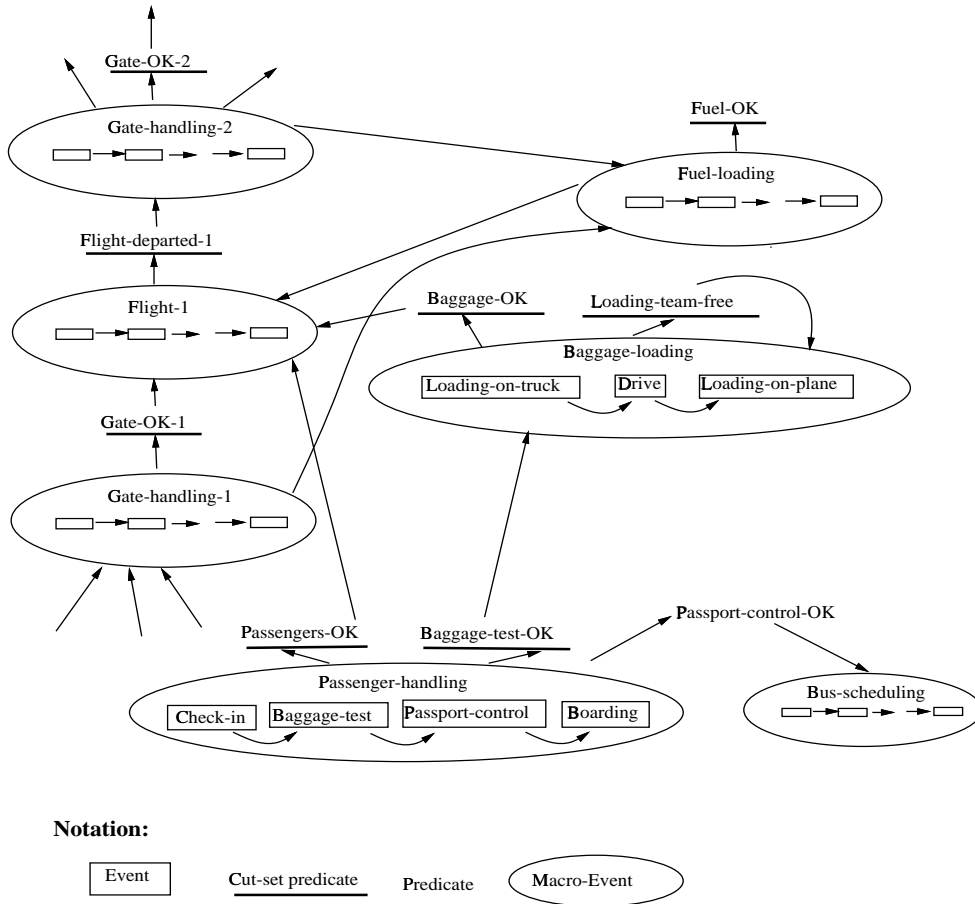 Gate-OK-2
Gate-handling-2
Fuel-OK
Fuel-loading
Flight-departed-1
Flight-1
Baggage-OK
Loading-team-free
Baggage-loading
Loading-on-truck
Drive
Loading-on-plane
Gate-OK-1
Gate-handling-1
Passengers-OK
Baggage-test-OK
Passport-control-OK
Passenger-handling
Check-in
Baggage-test
Passport-control
Boarding
Bus-scheduling
Notation:
Event
Cut-set predicate
Predicate
Macro-Event